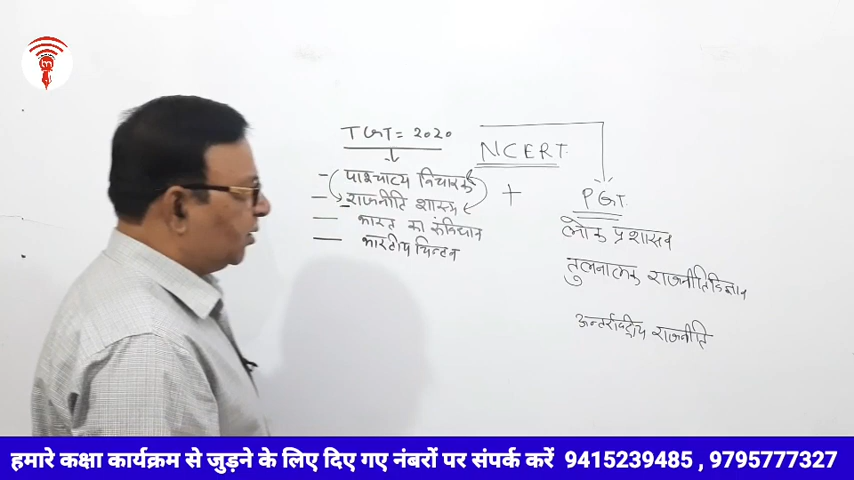 TGT = 2020
पाश्चात्य विचारक
राजनीति शास्त्र
भारत का संविधान
भारतीय चिन्तन
NCERT
+
PGT
लोक प्रशासन
तुलनात्मक राजनीति विज्ञान
अन्तर्राष्ट्रीय राजनीति
हमारे कक्षा कार्यक्रम से जुड़ने के लिए दिए गए नंबरों पर संपर्क करें 9415239485 , 9795777327